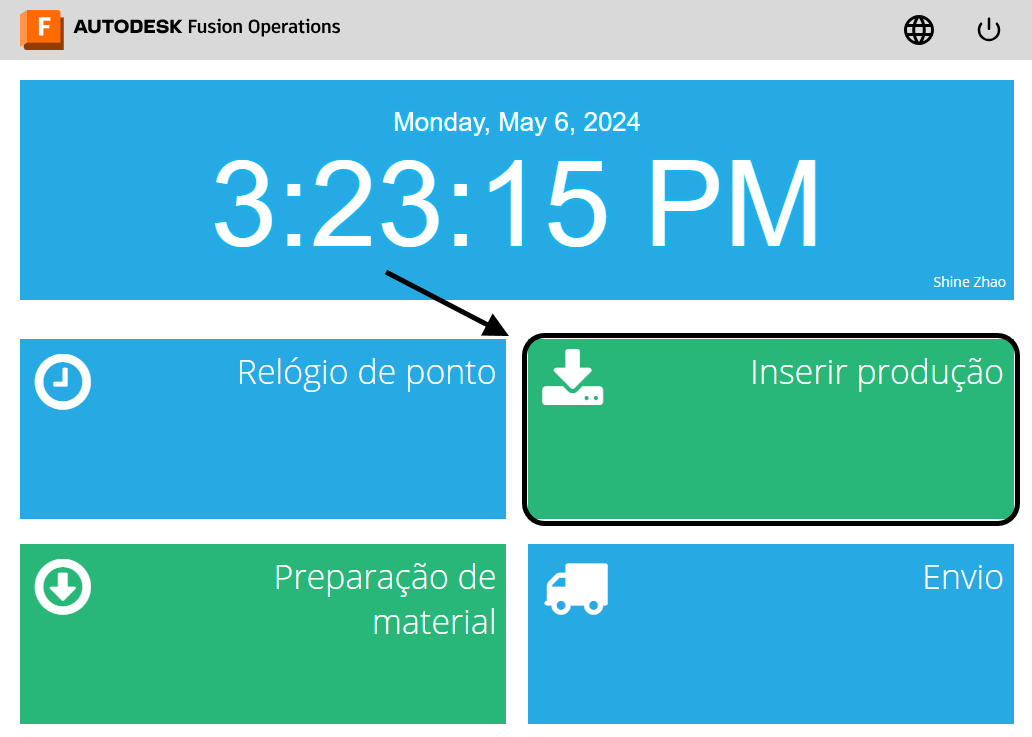 F AUTODESK Fusion Operations
Monday, May 6, 2024
3:23:15 PM
Shine Zhao
Relógio de ponto
Inserir produção
Preparação de
material
Envio